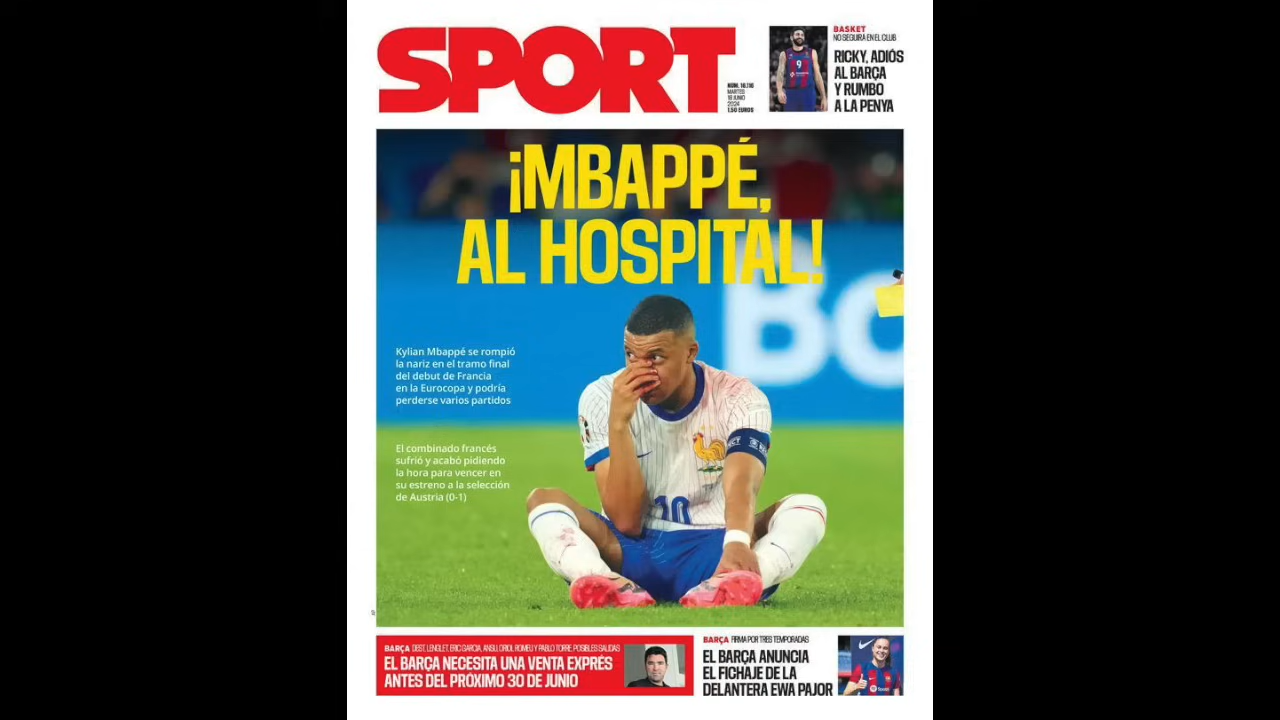 SPORT
NÚM. 16.116
MARTES
18 JUNIO
2024
1,50 EUROS
BASKET
NO SEGUIRÁ EN EL CLUB
RICKY, ADIÓS
AL BARÇA
Y RUMBO
A LA PENYA
9
¡MBAPPÉ,
AL HOSPITAL!
Bo
Kylian Mbappé se rompió
la nariz en el tramo final
del debut de Francia
en la Eurocopa y podría
perderse varios partidos
El combinado francés
sufrió y acabó pidiendo
la hora para vencer en
su estreno a la selección
de Austria (0-1)
10
BARÇA DEST, LENGLET, ERIC GARCIA, ANSU, ORIOL ROMEU Y PABLO TORRE, POSIBLES SALIDAS
EL BARÇA NECESITA UNA VENTA EXPRÉS
ANTES DEL PRÓXIMO 30 DE JUNIO
BARÇA FIRMA POR TRES TEMPORADAS
EL BARÇA ANUNCIA
EL FICHAJE DE LA
DELANTERA EWA PAJOR